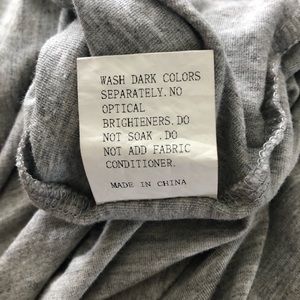 WASH DARK COLORS
SEPARATELY.NO
OPTICAL
BRIGHTENERS.DO
NOT SOAK .DO
NOT ADD FABRIC
CONDITIONER.
MADE IN CHINA